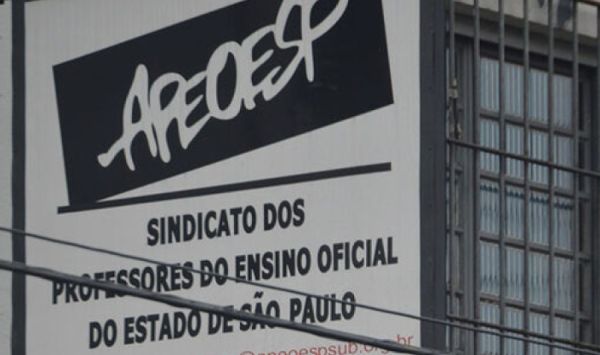 APEOESP
SINDICATO DOS
PROFESSORES DO ENSINO OFICIAL
DO ESTADO DE SÃO PAULO